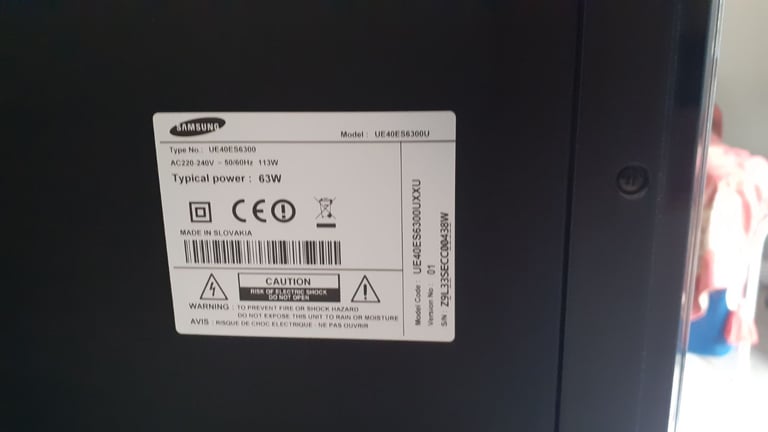 SAMSUNG
Model : UE40ES6300U
Type No.: UE40ES6300
AC220-240V ~ 50/60Hz 113W
Typical power : 63W
MADE IN SLOVAKIA
CAUTION
RISK OF ELECTRIC SHOCK
DO NOT OPEN
WARNING : TO PREVENT FIRE OR SHOCK HAZARD
DO NOT EXPOSE THIS UNIT TO RAIN OR MOISTURE
AVIS : RISQUE DE CHOC ELECTRIQUE - NE PAS OUVRIR
Model Code : UE40ES6300UXXU
Version No : 01
S/N : Z9L33SECC00438W